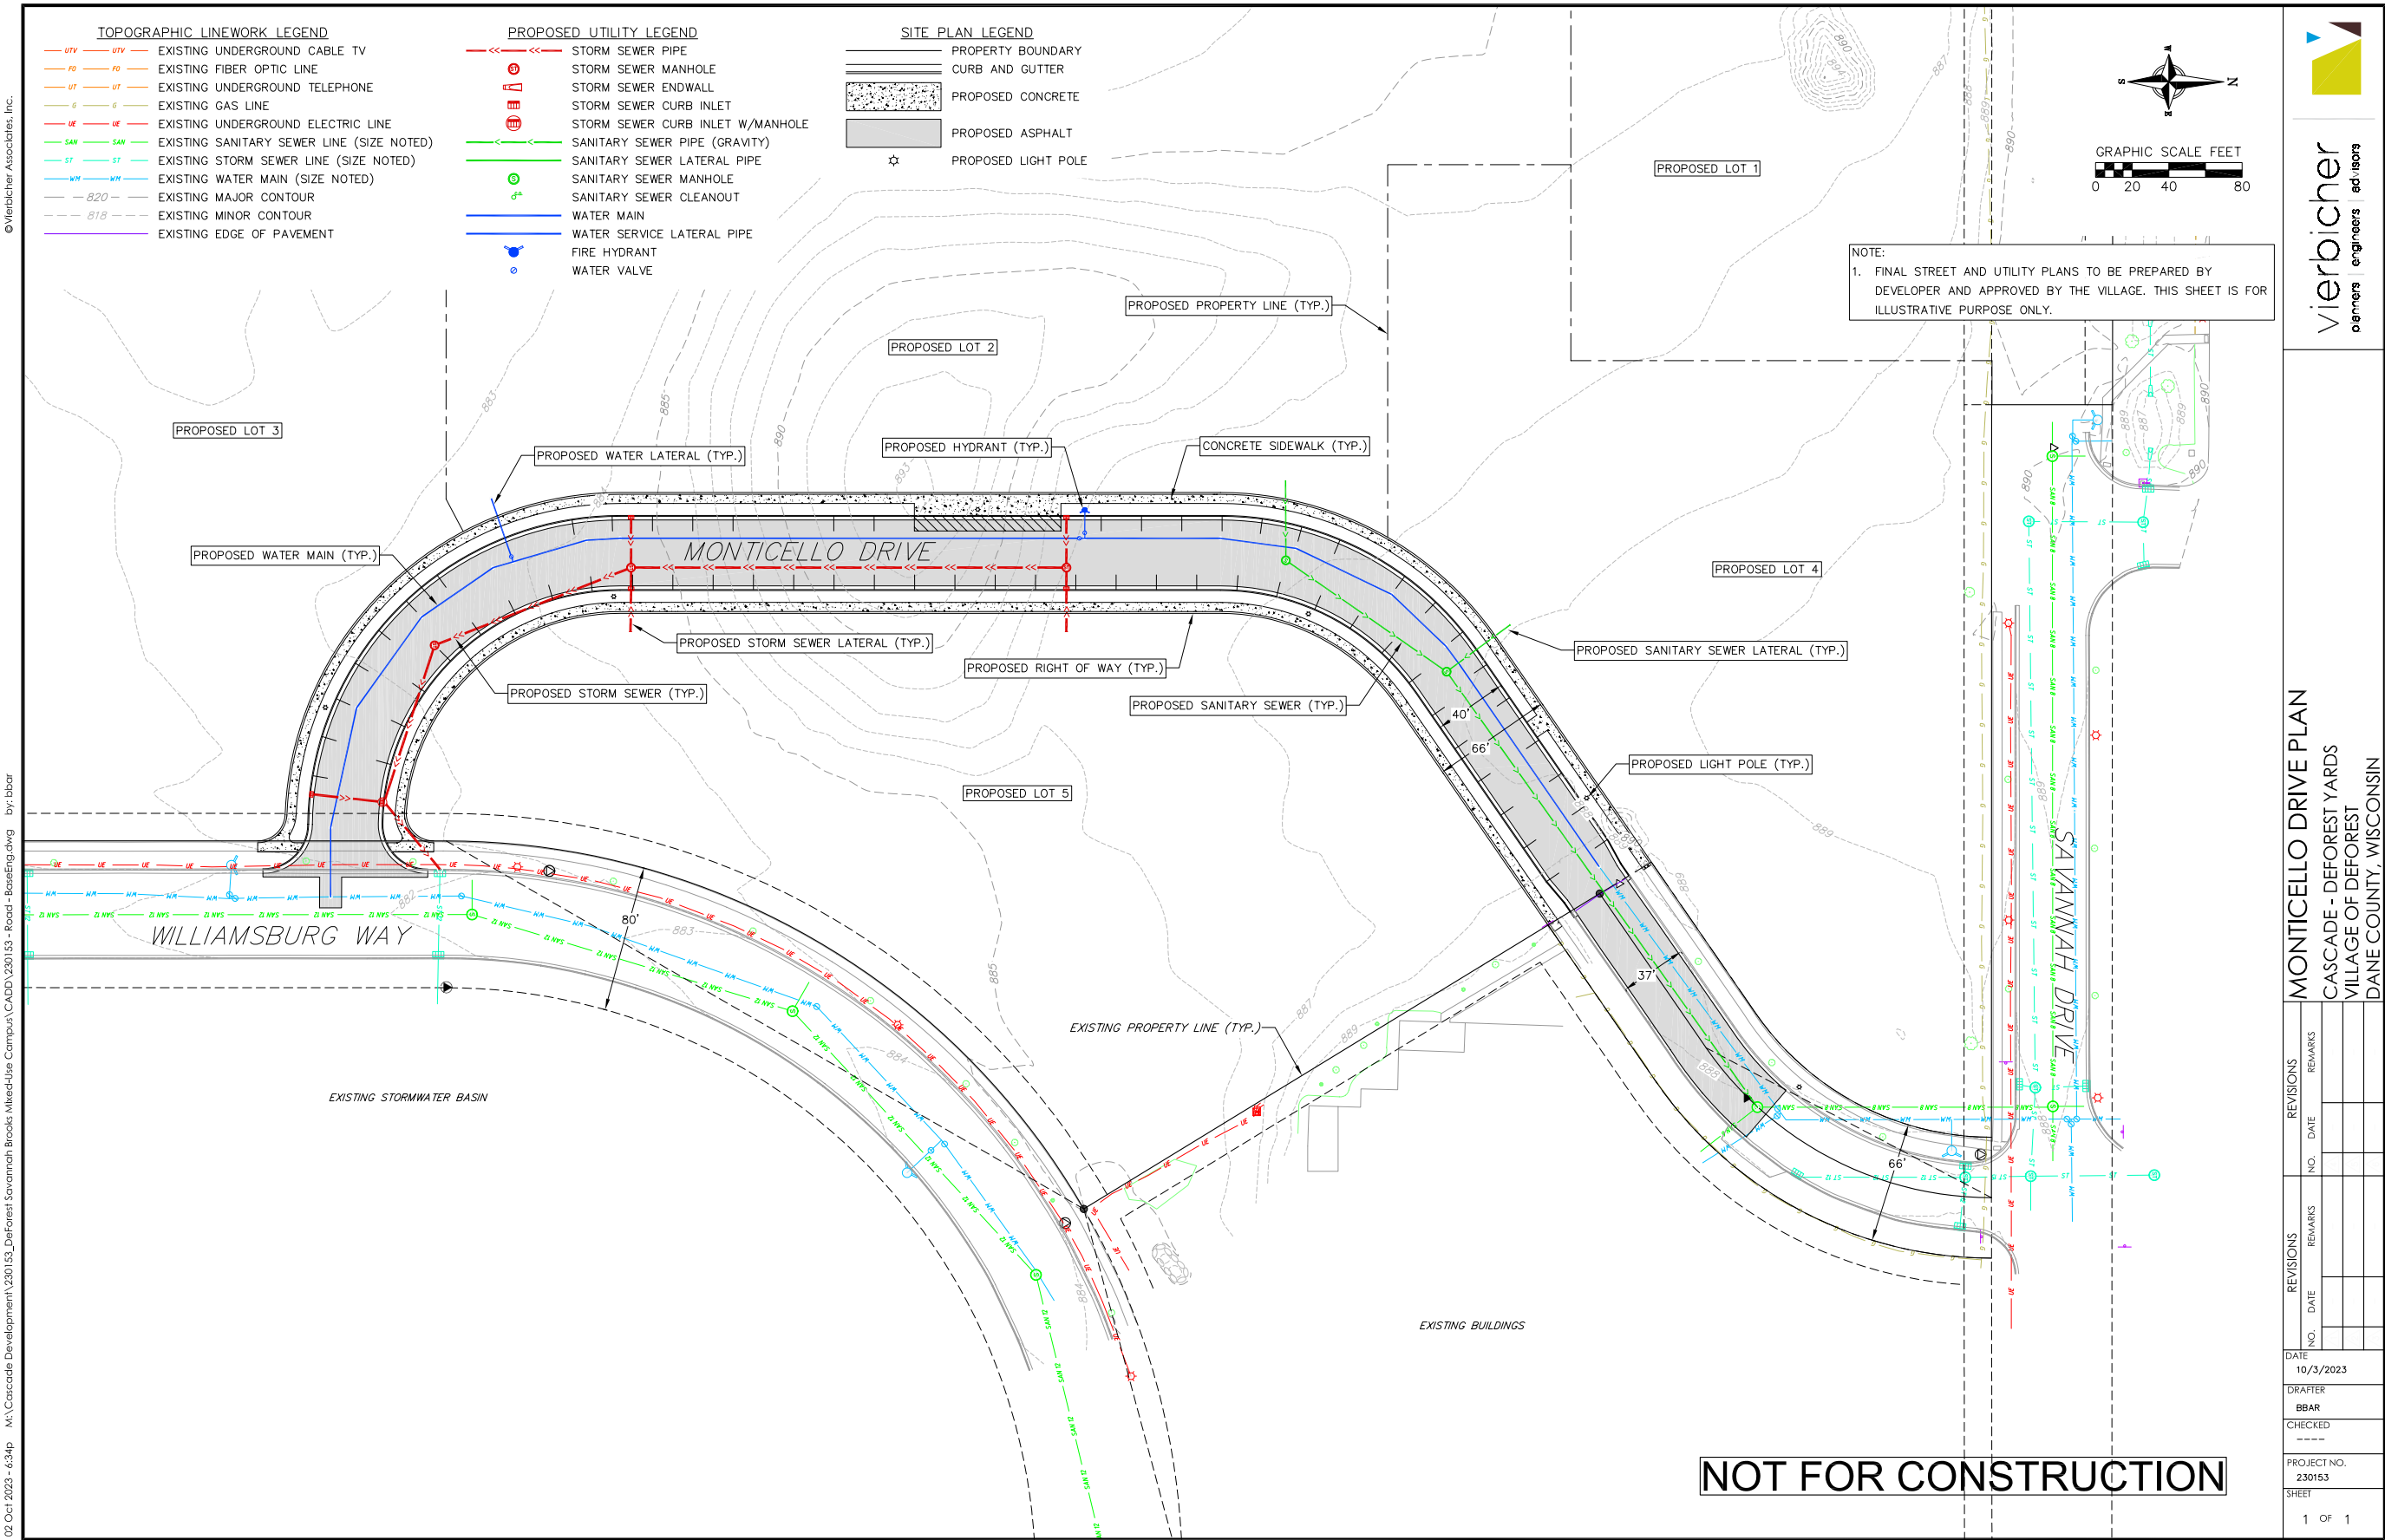 TOPOGRAPHIC LINEWORK LEGEND
EXISTING UNDERGROUND CABLE TV
EXISTING FIBER OPTIC LINE
EXISTING UNDERGROUND TELEPHONE
EXISTING GAS LINE
EXISTING UNDERGROUND ELECTRIC LINE
EXISTING SANITARY SEWER LINE (SIZE NOTED)
EXISTING STORM SEWER LINE (SIZE NOTED)
EXISTING WATER MAIN (SIZE NOTED)
820 EXISTING MAJOR CONTOUR
818 EXISTING MINOR CONTOUR
EXISTING EDGE OF PAVEMENT
PROPOSED UTILITY LEGEND
STORM SEWER PIPE
STORM SEWER MANHOLE
STORM SEWER ENDWALL
STORM SEWER CURB INLET
STORM SEWER CURB INLET W/MANHOLE
SANITARY SEWER PIPE (GRAVITY)
SANITARY SEWER LATERAL PIPE
SANITARY SEWER MANHOLE
SANITARY SEWER CLEANOUT
WATER MAIN
WATER SERVICE LATERAL PIPE
FIRE HYDRANT
WATER VALVE
SITE PLAN LEGEND
PROPERTY BOUNDARY
CURB AND GUTTER
PROPOSED CONCRETE
PROPOSED ASPHALT
PROPOSED LIGHT POLE
GRAPHIC SCALE FEET
0 20 40 80
NOTE:
1. FINAL STREET AND UTILITY PLANS TO BE PREPARED BY
DEVELOPER AND APPROVED BY THE VILLAGE. THIS SHEET IS FOR
ILLUSTRATIVE PURPOSE ONLY.
PROPOSED LOT 1
PROPOSED PROPERTY LINE (TYP.)
PROPOSED LOT 2
PROPOSED LOT 3
PROPOSED WATER LATERAL (TYP.)
PROPOSED HYDRANT (TYP.)
CONCRETE SIDEWALK (TYP.)
PROPOSED WATER MAIN (TYP.)
MONTICELLO DRIVE
PROPOSED LOT 4
PROPOSED STORM SEWER LATERAL (TYP.)
PROPOSED RIGHT OF WAY (TYP.)
PROPOSED SANITARY SEWER LATERAL (TYP.)
PROPOSED STORM SEWER (TYP.)
PROPOSED SANITARY SEWER (TYP.)
40'
66'
PROPOSED LIGHT POLE (TYP.)
PROPOSED LOT 5
80'
WILLIAMSBURG WAY
37'
EXISTING PROPERTY LINE (TYP.)
EXISTING STORMWATER BASIN
66'
SAVANNAH DRIVE
EXISTING BUILDINGS
NOT FOR CONSTRUCTION
vierbicher
planners | engineers | advisors
MONTICELLO DRIVE PLAN
CASCADE - DEFOREST YARDS
VILLAGE OF DEFOREST
DANE COUNTY, WISCONSIN
REVISIONS
NO. DATE REMARKS
REVISIONS
NO. DATE REMARKS
DATE
10/3/2023
DRAFTER
BBAR
CHECKED
----
PROJECT NO.
230153
SHEET
1 OF 1
© Vierbicher Associates, Inc.
02 Oct 2023 - 6:34p M:\Cascade Development\230153_DeForest Savannah Brooks Mixed-Use Campus\CADD\230153 - Road - BaseEng.dwg by: bbar